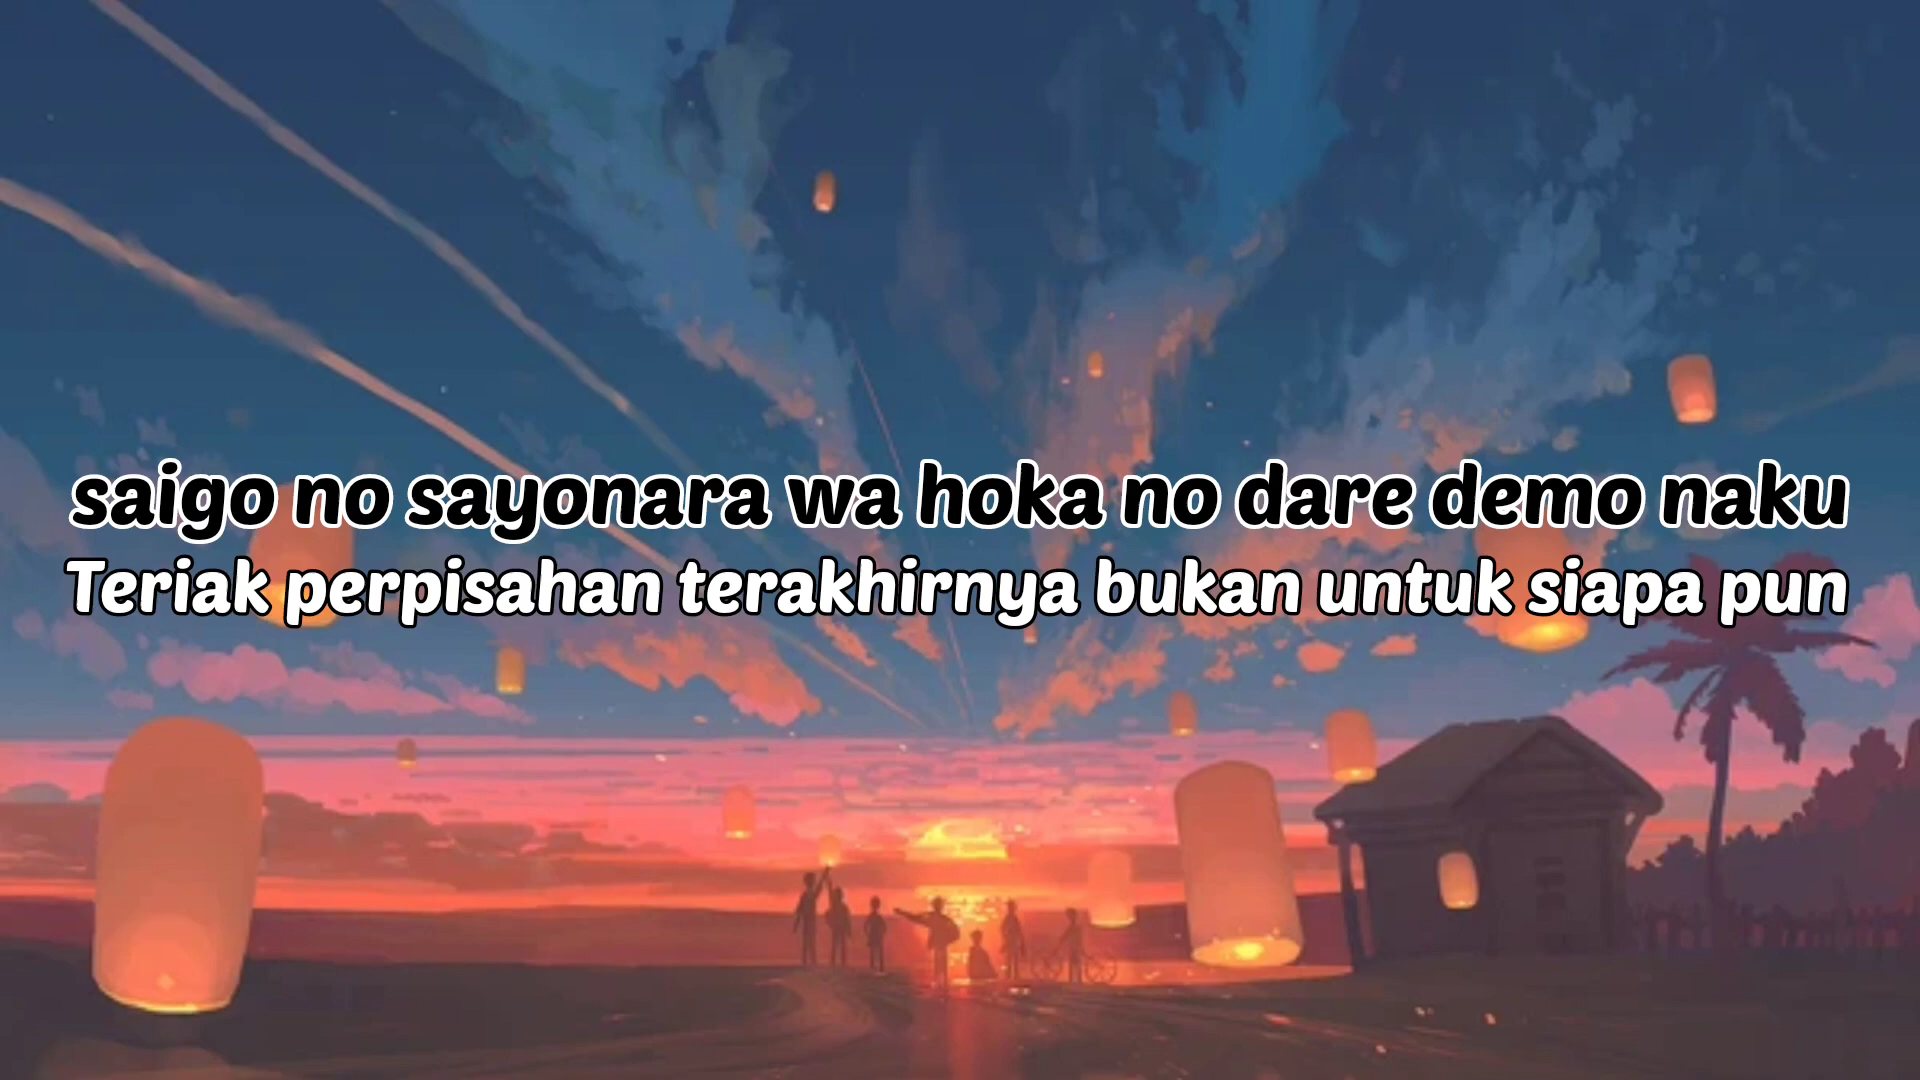 saigo no sayonara wa hoka no dare demo naku
Teriak perpisahan terakhirnya bukan untuk siapa pun